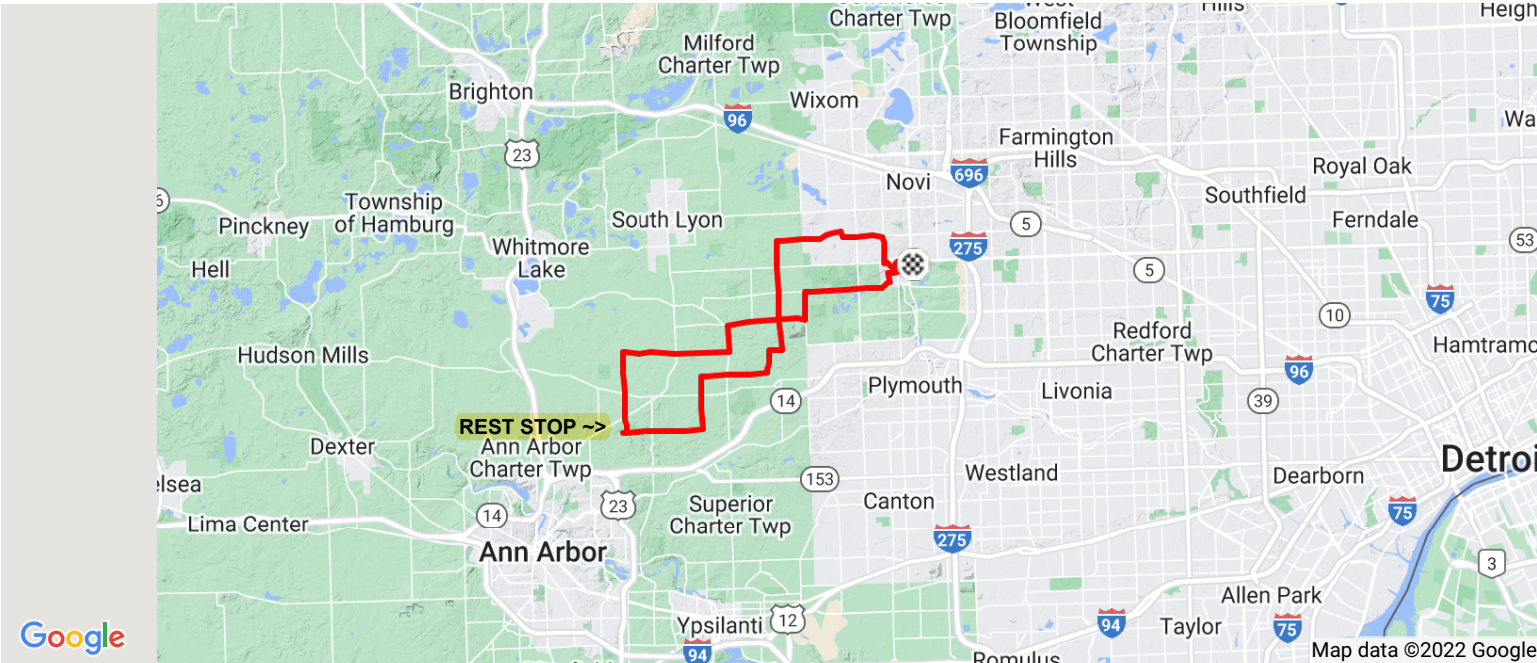 West
Bloomfield
Township
Hills
Heigh
Charter Twp
Milford
Charter Twp
Brighton
Wixom
96
Wa
23
Farmington
Hills
696
Royal Oak
Novi
Southfield
6
Township
of Hamburg
Pinckney
South Lyon
5
Ferndale
53
Whitmore
Lake
275
Hell
5
75
10
Hudson Mills
Redford
Charter Twp
Hamtramc
96
Plymouth
Livonia
14
39
REST STOP ~>
Ann Arbor
Charter Twp
Dexter
Detroi
Westland
Dearborn
elsea
153
Superior
Charter Twp
Canton
23
14
75
Lima Center
275
Ann Arbor
3
Allen Park
12
Ypsilanti
94
Taylor
75
Google
94
Romulus
Map data ©2022 Google